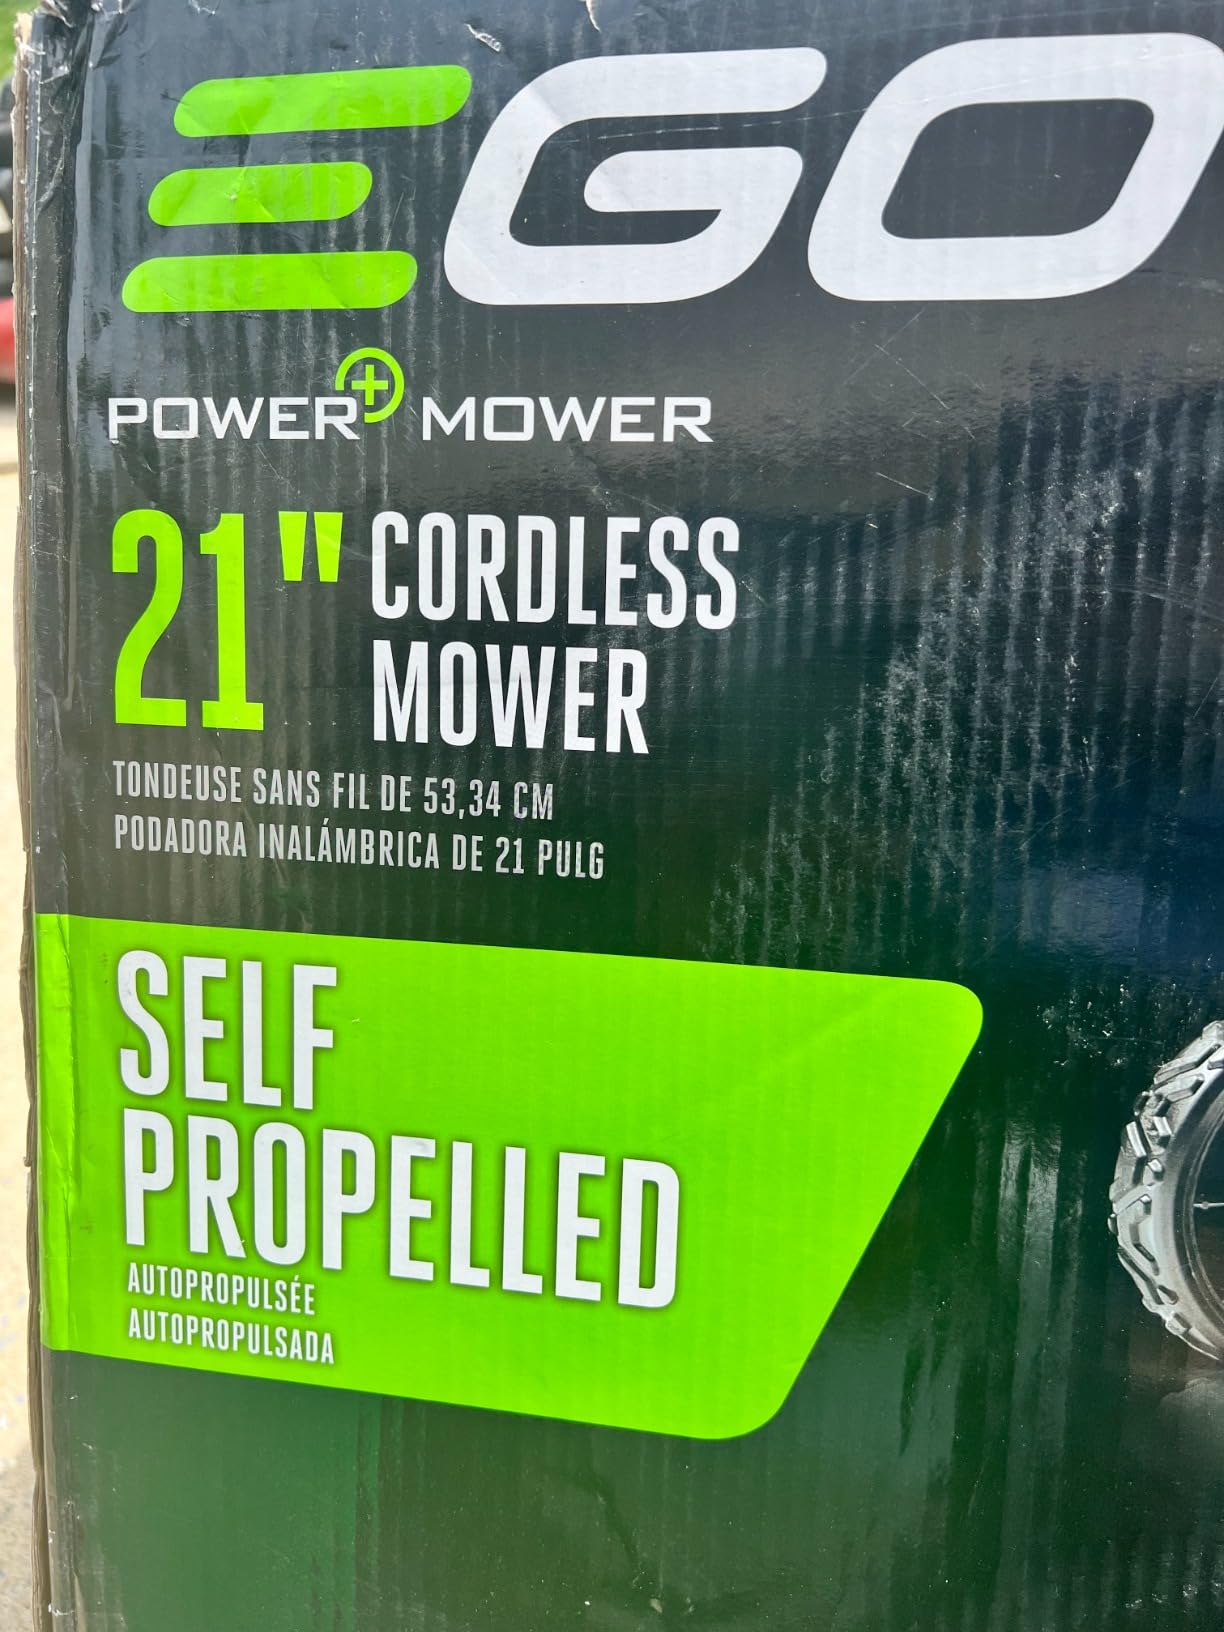 EGO
POWER+ MOWER
21" CORDLESS
MOWER
TONDEUSE SANS FIL DE 53,34 CM
PODADORA INALÁMBRICA DE 21 PULG
SELF
PROPELLED
AUTOPROPULSÉE
AUTOPROPULSADA